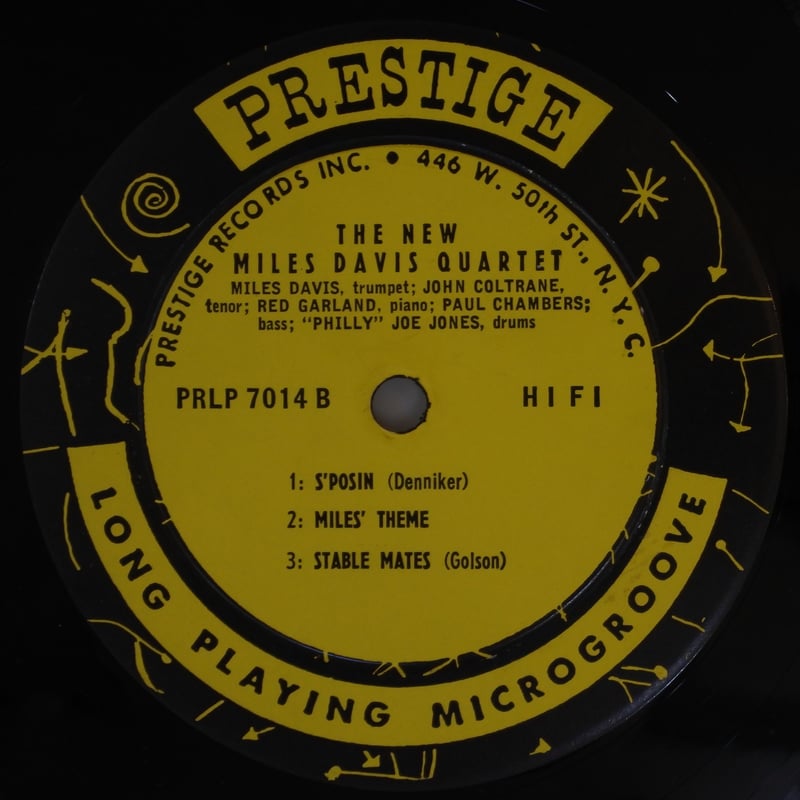 PRESTIGE
PRESTIGE RECORDS INC. • 446 W. 50th ST., N.Y.C.
THE NEW
MILES DAVIS QUARTET
MILES DAVIS, trumpet; JOHN COLTRANE,
tenor; RED GARLAND, piano; PAUL CHAMBERS;
bass; “PHILLY” JOE JONES, drums
PRLP 7014 B
HI FI
1: S'POSIN (Denniker)
2: MILES' THEME
3: STABLE MATES (Golson)
LONG PLAYING MICROGROOVE